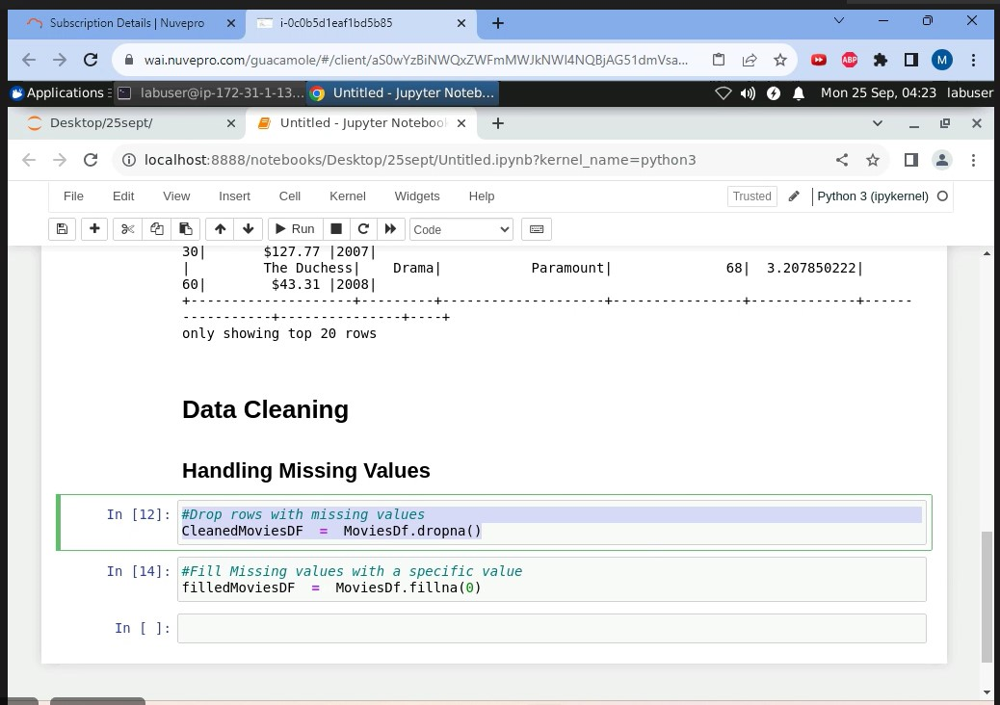 Subscription Details | Nuvepro
i-0c0b5d1eaf1bd5b85
wai.nuvepro.com/guacamole/#/client/aS0wYzBiNWQxZWFmMWJkNWI4NQBjAG51dmVsa...
ABP
M
Applications
labuser@ip-172-31-1-13...
Untitled - Jupyter Noteb...
Mon 25 Sep, 04:23
labuser
Desktop/25sept/
Untitled - Jupyter Noteboo
localhost:8888/notebooks/Desktop/25sept/Untitled.ipynb?kernel_name=python3
File Edit View Insert Cell Kernel Widgets Help
Trusted
Python 3 (ipykernel)
Run
Code
30| $127.77 |2007|
| The Duchess| Drama| Paramount| 68| 3.207850222|
60| $43.31 |2008|
+--------------------+---------+--------------------+----------------+-------------+------
-----------+---------------+----+
only showing top 20 rows
Data Cleaning
Handling Missing Values
In [12]: #Drop rows with missing values
CleanedMoviesDF = MoviesDf.dropna()
In [14]: #Fill Missing values with a specific value
filledMoviesDF = MoviesDf.fillna(0)
In [ ]: